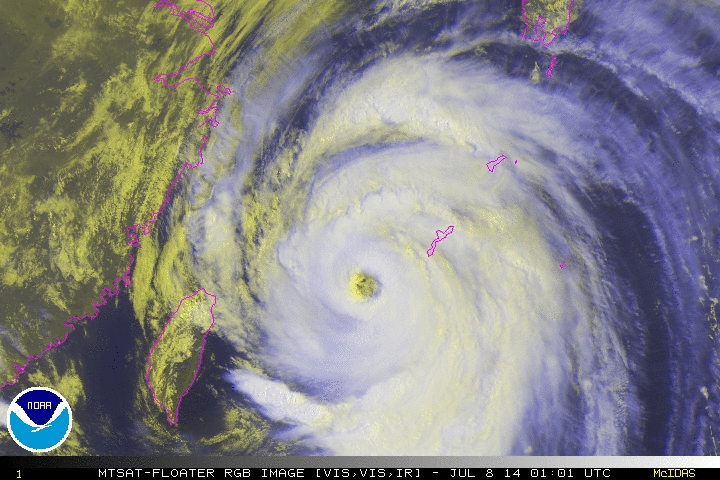 NOAA
1 MTSAT-FLOATER RGB IMAGE [VIS,VIS,IR] - JUL 8 14 01:01 UTC McIDAS